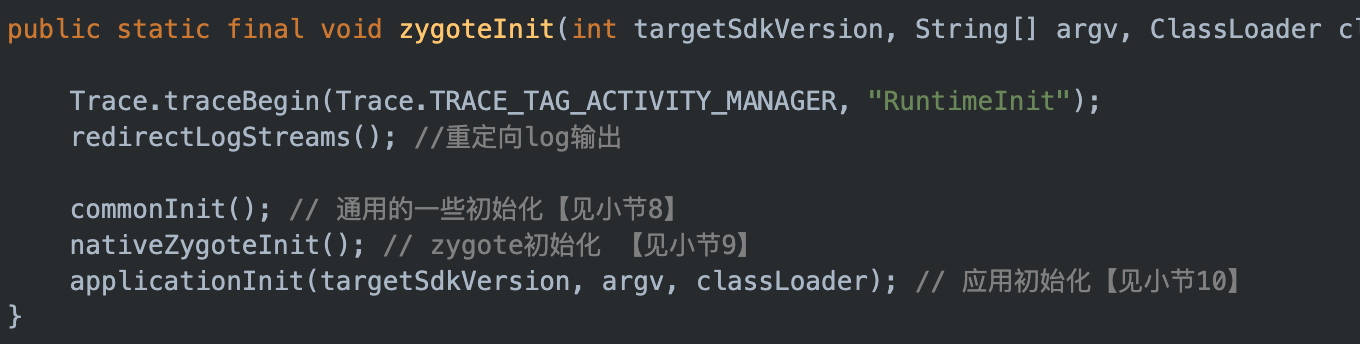 public static final void zygoteInit(int targetSdkVersion, String[] argv, ClassLoader cl
Trace.traceBegin(Trace.TRACE_TAG_ACTIVITY_MANAGER, "RuntimeInit");
redirectLogStreams(); //重定向log输出
commonInit(); // 通用的一些初始化【见小节8】
nativeZygoteInit(); // zygote初始化 【见小节9】
applicationInit(targetSdkVersion, argv, classLoader); // 应用初始化【见小节10】
}